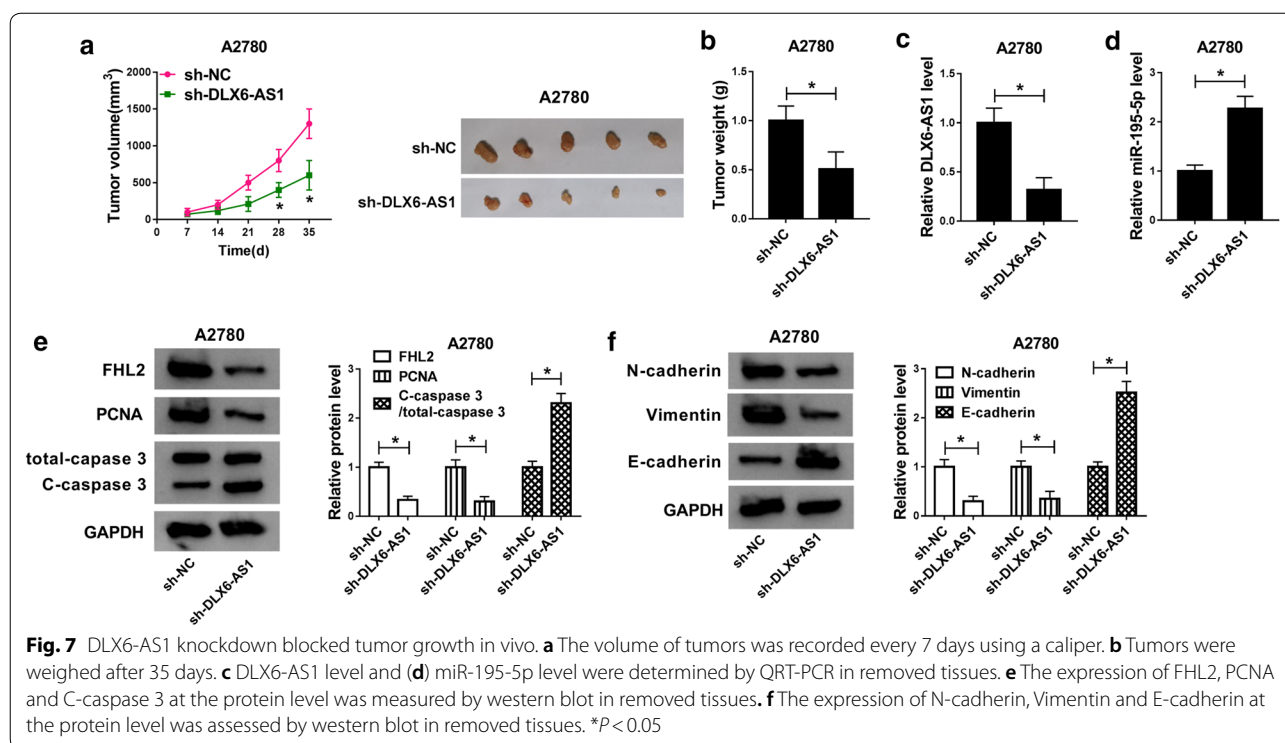 a
A2780
sh-NC
sh-DLX6-AS1
Tumor volume(mm³)
2000
1500
1000
500
0
0 7 14 21 28 35
* *
Time(d)
A2780
sh-NC
sh-DLX6-AS1
b
A2780
Tumor weight (g)
1.5
1.0
0.5
0.0
*
sh-NC
sh-DLX6-AS1
c
A2780
Relative DLX6-AS1 level
1.5
1.0
0.5
0.0
*
sh-NC
sh-DLX6-AS1
d
A2780
Relative miR-195-5p level
3
2
1
0
*
sh-NC
sh-DLX6-AS1
e
A2780
FHL2
PCNA
total-capase 3
C-caspase 3
GAPDH
sh-NC
sh-DLX6-AS1
A2780
FHL2
PCNA
C-caspase 3
/total-caspase 3
Relative protein level
3
2
1
0
* * *
sh-NC
sh-DLX6-AS1
sh-NC
sh-DLX6-AS1
sh-NC
sh-DLX6-AS1
f
A2780
N-cadherin
Vimentin
E-cadherin
GAPDH
sh-NC
sh-DLX6-AS1
A2780
N-cadherin
Vimentin
E-cadherin
Relative protein level
3
2
1
0
* * *
sh-NC
sh-DLX6-AS1
sh-NC
sh-DLX6-AS1
sh-NC
sh-DLX6-AS1
Fig. 7 DLX6-AS1 knockdown blocked tumor growth in vivo. a The volume of tumors was recorded every 7 days using a caliper. b Tumors were
weighed after 35 days. c DLX6-AS1 level and (d) miR-195-5p level were determined by QRT-PCR in removed tissues. e The expression of FHL2, PCNA
and C-caspase 3 at the protein level was measured by western blot in removed tissues. f The expression of N-cadherin, Vimentin and E-cadherin at
the protein level was assessed by western blot in removed tissues. *P < 0.05